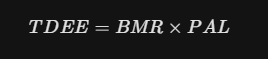 TDEE = BMR × PAL